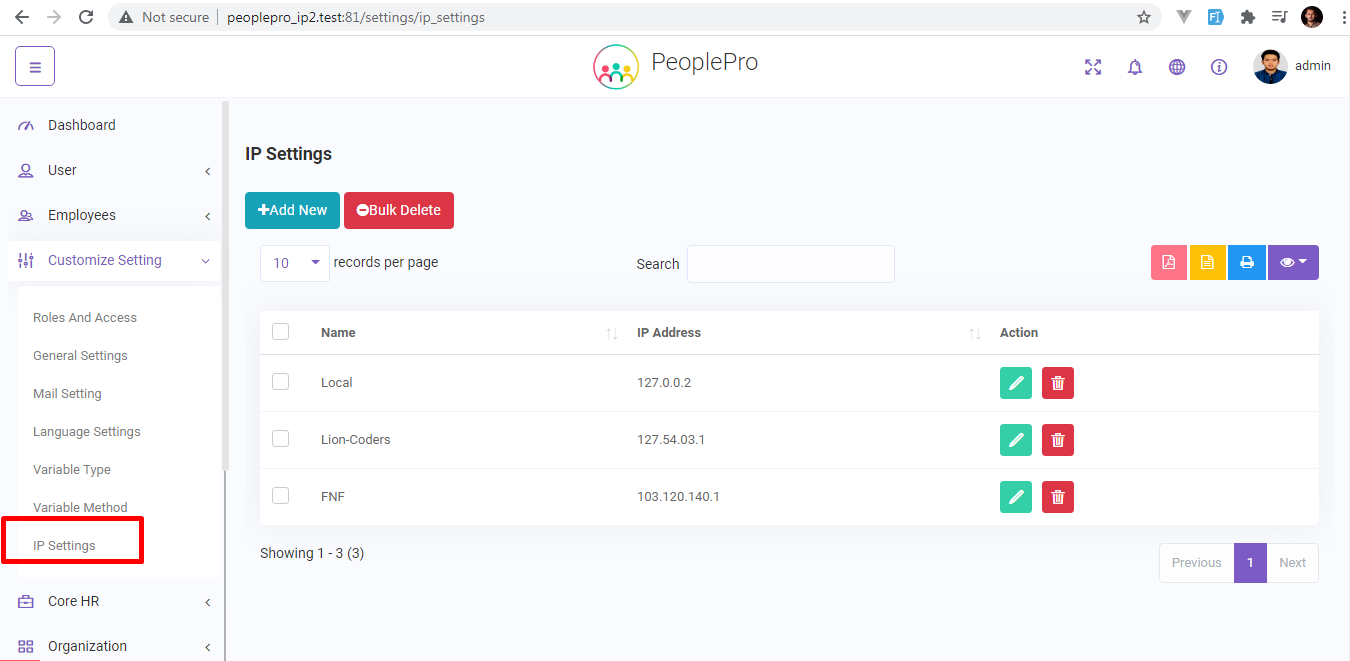 Not secure peoplepro_ip2.test:81/settings/ip_settings
PeoplePro
admin
Dashboard
User
Employees
Customize Setting
Roles And Access
General Settings
Mail Setting
Language Settings
Variable Type
Variable Method
IP Settings
Core HR
Organization
IP Settings
Add New Bulk Delete
10 records per page Search
Name IP Address Action
Local 127.0.0.2
Lion-Coders 127.54.03.1
FNF 103.120.140.1
Showing 1 - 3 (3)
Previous 1 Next